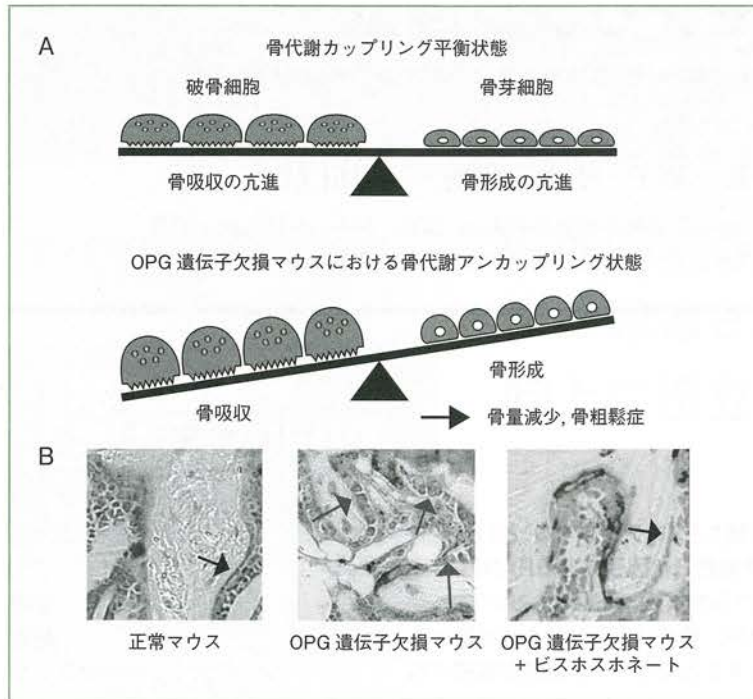 A
骨代謝カップリング平衡状態
破骨細胞 骨芽細胞
骨吸収の亢進 骨形成の亢進
OPG 遺伝子欠損マウスにおける骨代謝アンカップリング状態
骨形成
骨吸収
骨量減少, 骨粗鬆症
B
正常マウス
OPG 遺伝子欠損マウス
OPG 遺伝子欠損マウス
+ ビスホスホネート